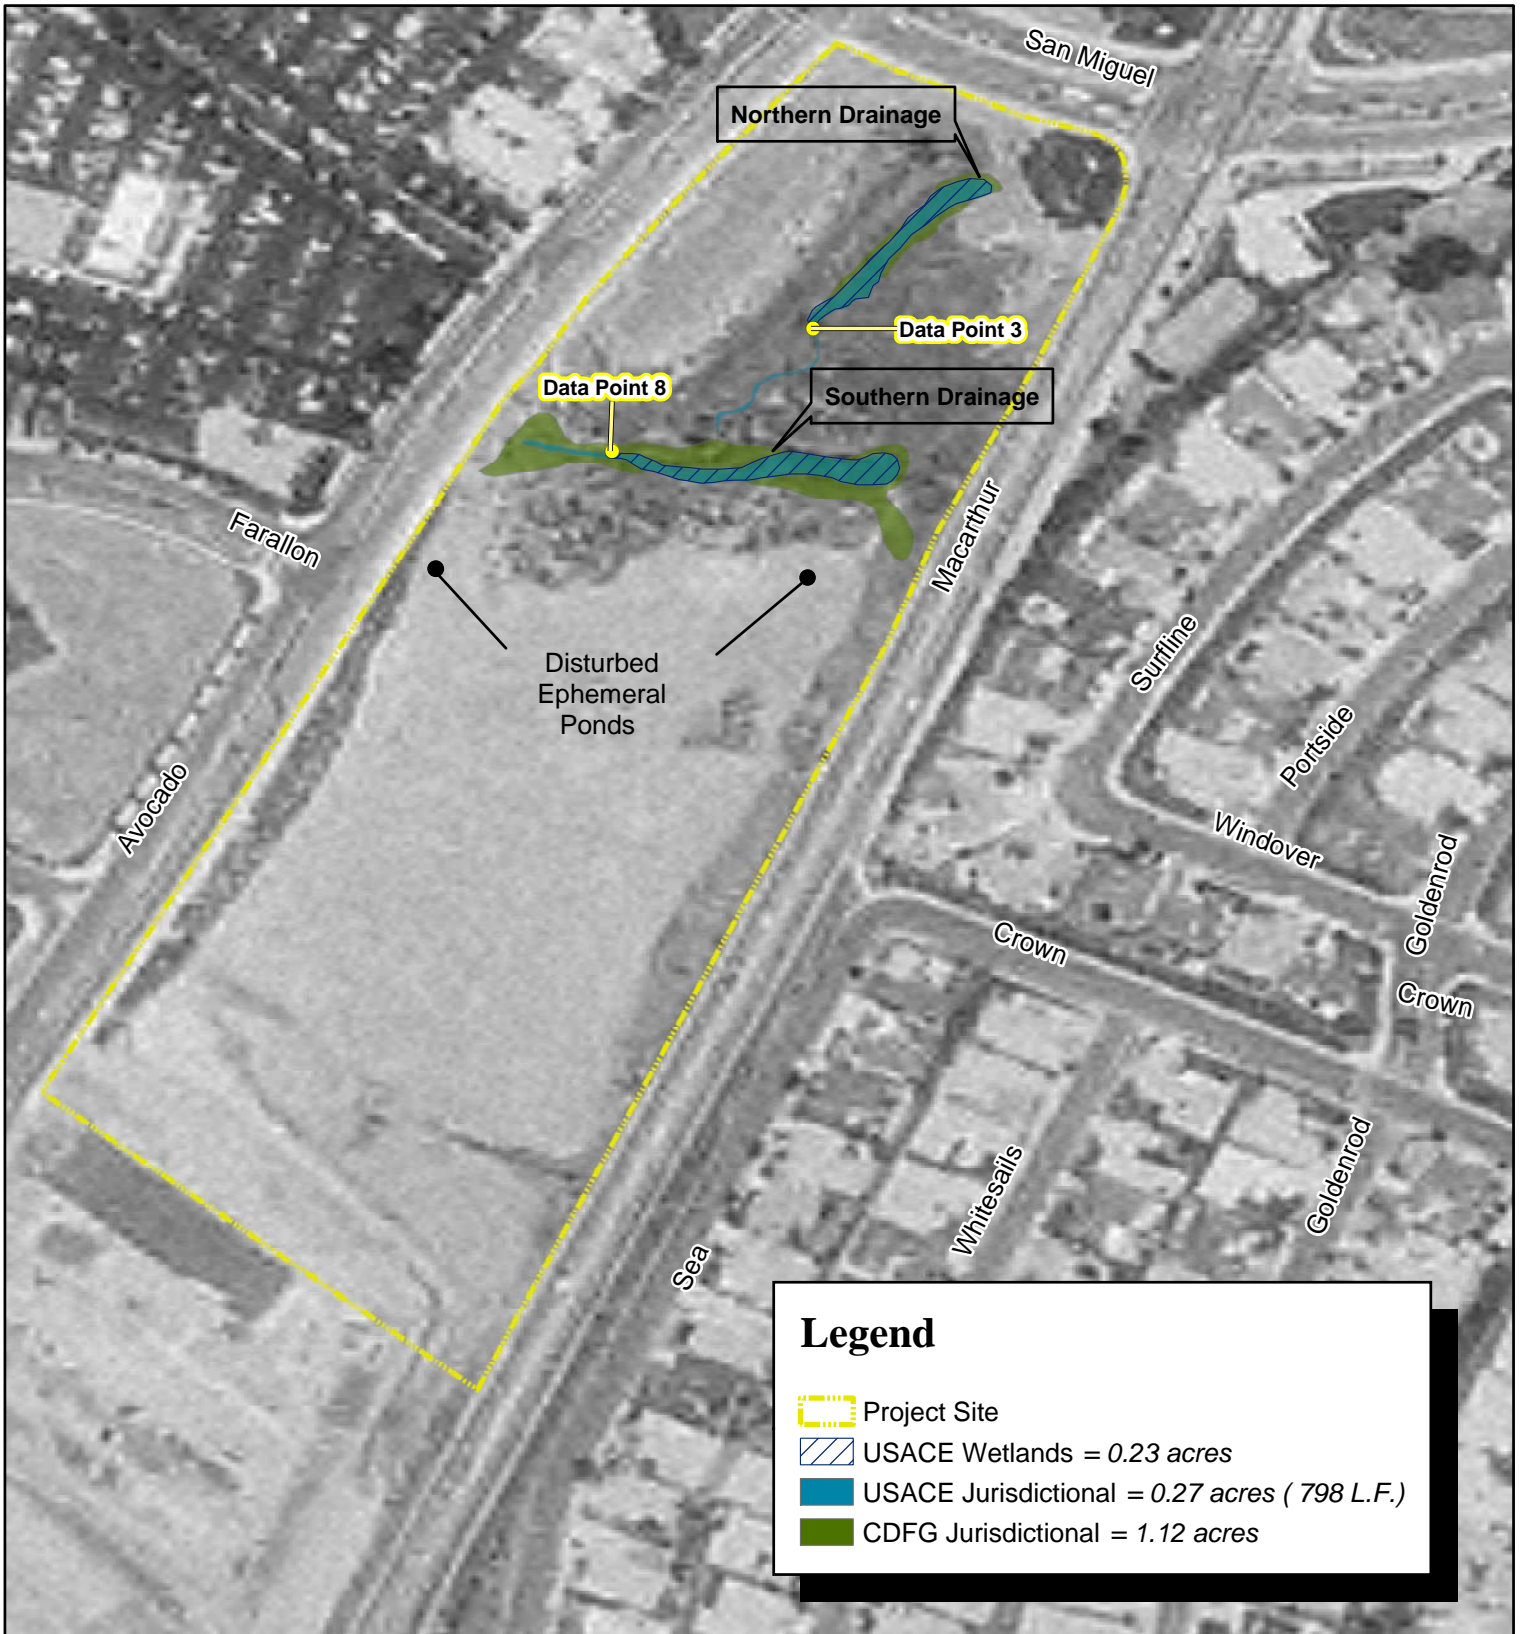 San Miguel
Northern Drainage
Data Point 3
Data Point 8
Southern Drainage
Farallon
Macarthur
Disturbed
Ephemeral
Ponds
Surfline
Portside
Avocado
Windover
Goldenrod
Crown
Crown
Whitesails
Goldenrod
Sea
Legend
Project Site
USACE Wetlands = 0.23 acres
USACE Jurisdictional = 0.27 acres ( 798 L.F.)
CDFG Jurisdictional = 1.12 acres